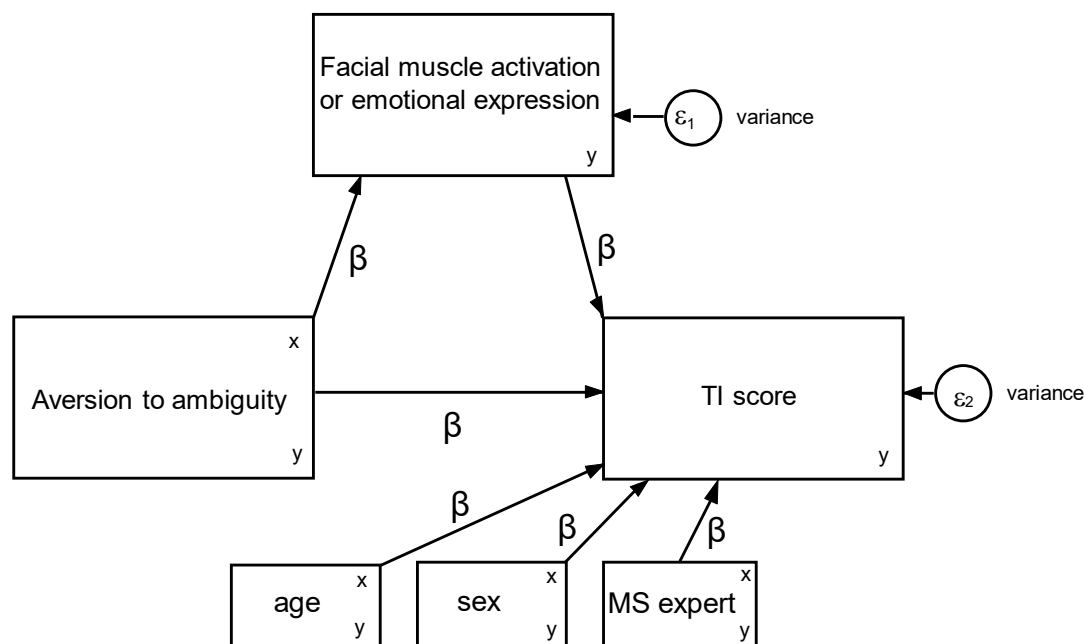 Facial muscle activation
or emotional expression
y
ε1
variance
β
β
x
Aversion to ambiguity
y
β
TI score
y
ε2
variance
β
β
β
x
age
y
x
sex
y
x
MS expert
y